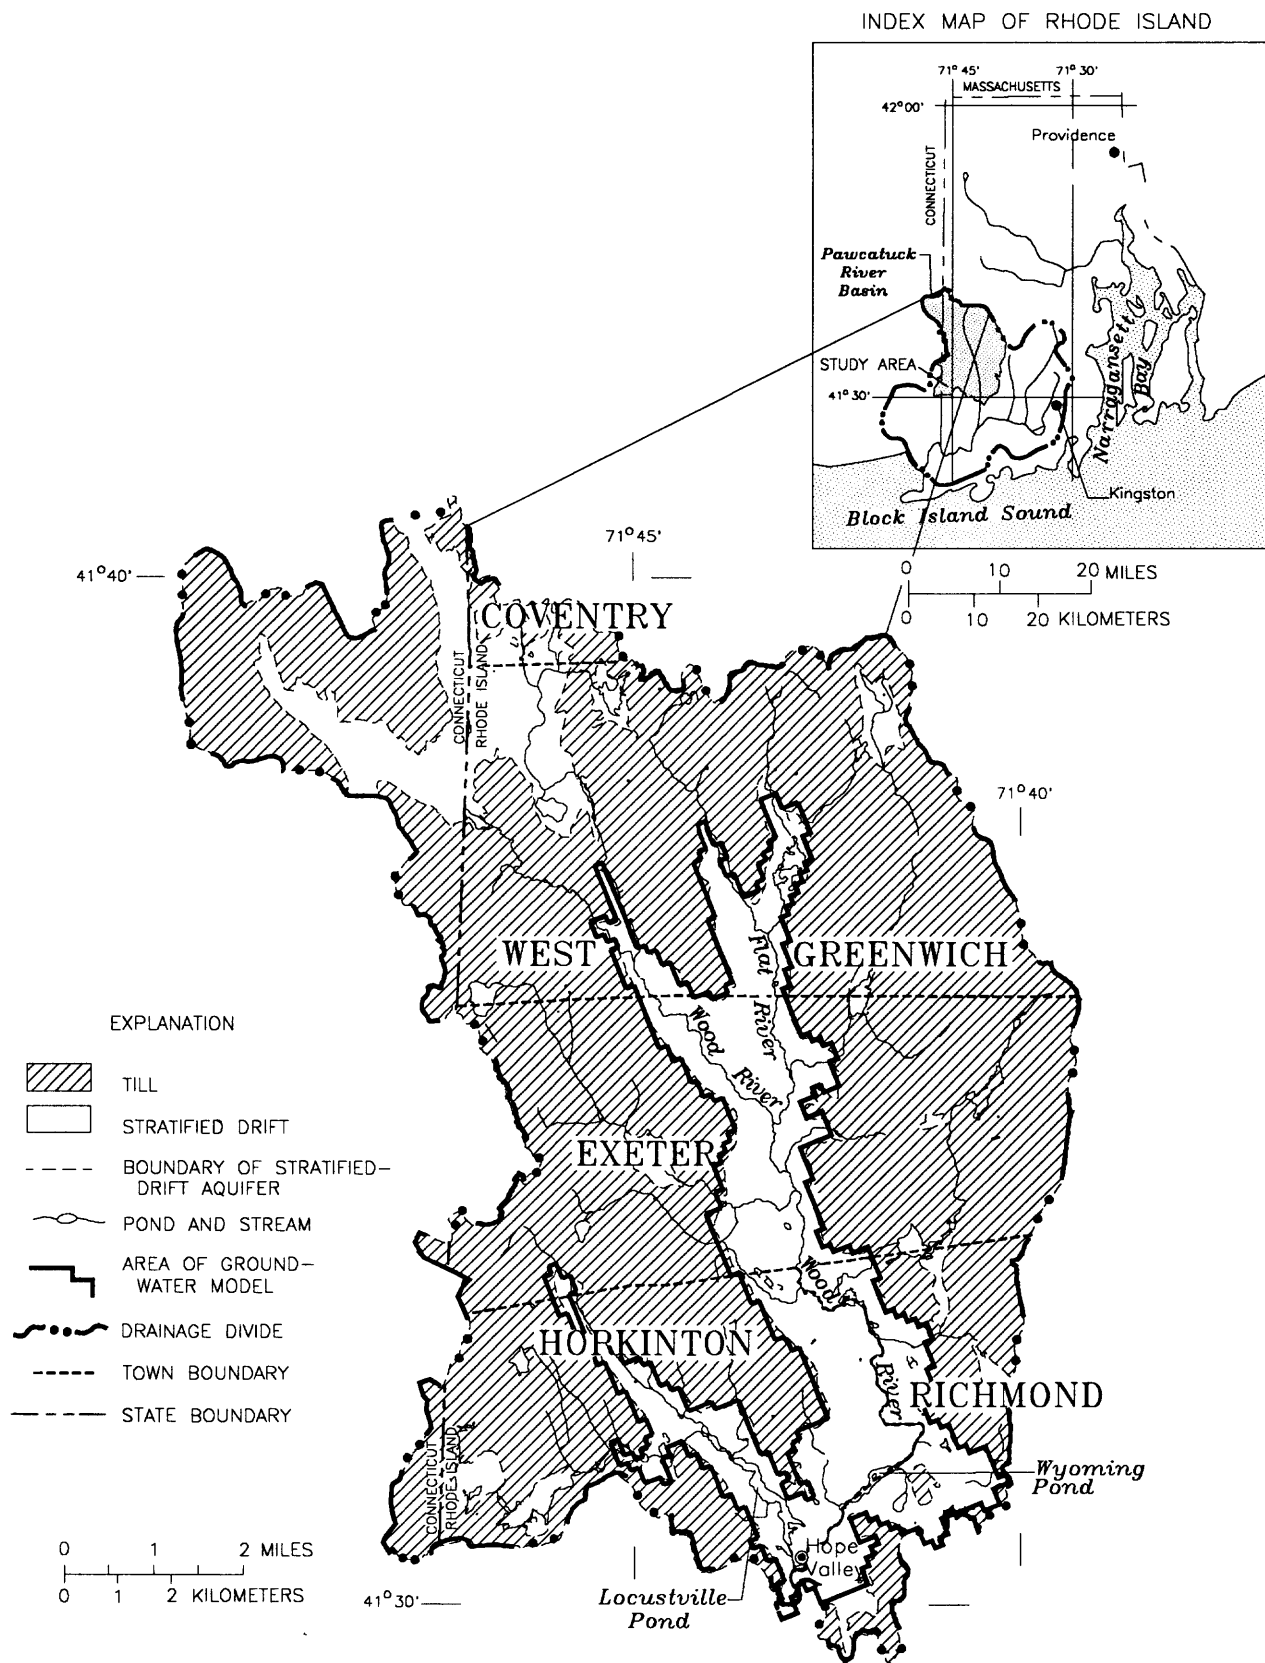 INDEX MAP OF RHODE ISLAND
71° 45'
71° 30'
MASSACHUSETTS
42° 00'
Providence
CONNECTICUT
Pawcatuck
River
Basin
STUDY AREA
41° 30'
Narragansett
Bay
Kingston
Block Island Sound
0 10 20 MILES
0 10 20 KILOMETERS
71° 45'
41° 40'
COVENTRY
CONNECTICUT
RHODE ISLAND
71° 40'
WEST
GREENWICH
Flat
River
Wood
River
EXETER
Wood
River
HORKINTON
RICHMOND
Wyoming
Pond
CONNECTICUT
RHODE ISLAND
Hope
Valley
Locustville
Pond
41° 30'
EXPLANATION
TILL
STRATIFIED DRIFT
BOUNDARY OF STRATIFIED-
DRIFT AQUIFER
POND AND STREAM
AREA OF GROUND-
WATER MODEL
DRAINAGE DIVIDE
TOWN BOUNDARY
STATE BOUNDARY
0 1 2 MILES
0 1 2 KILOMETERS